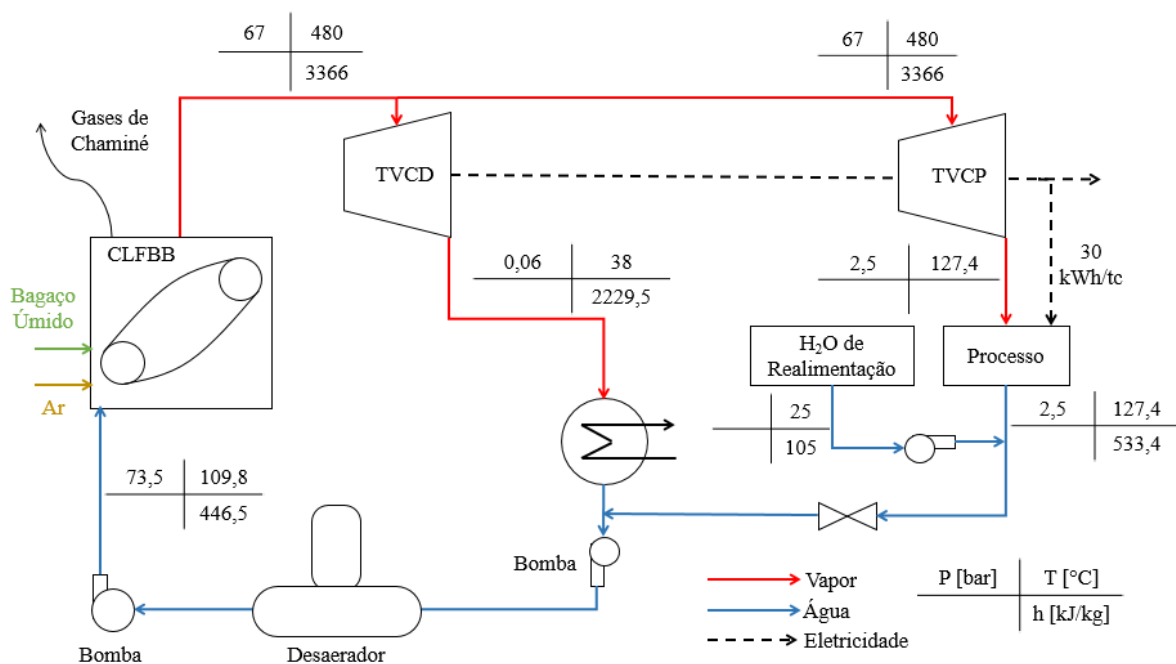 67 480
3366
67 480
3366
Gases de
Chaminé
TVCD
TVCP
CLFBB
0,06 38
2229,5
2,5 127,4
30
kWh/tc
Bagaço
Úmido
Ar
H₂O de
Realimentação
Processo
25
105
2,5 127,4
533,4
73,5 109,8
446,5
Bomba
Vapor
Água
Eletricidade
P [bar] T [°C]
h [kJ/kg]
Bomba
Desaerador